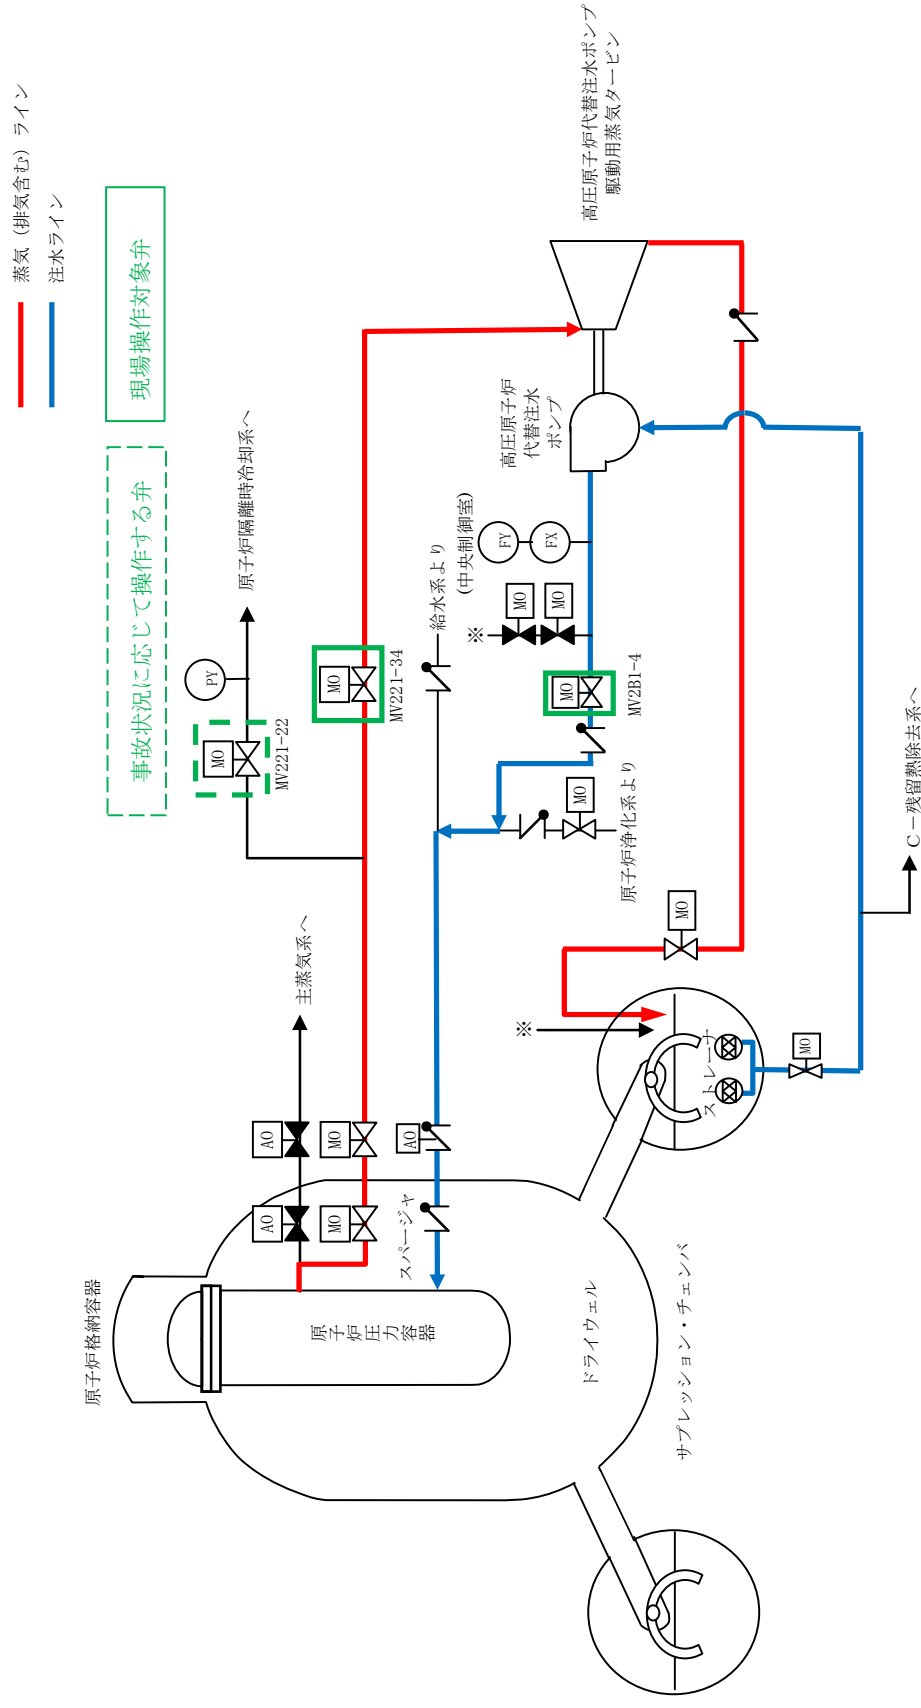 蒸気（排気含む）ライン
注水ライン
現場操作対象弁
事故状況に応じて操作する弁
原子炉格納容器
原子炉圧力容器
主蒸気系へ
AO
AO
MO
MO
原子炉隔離時冷却系へ
PY
MO
MV221-22
MO
MV221-34
給水系より
(中央制御室)
FY
FX
※
MO
MO
MO
MV2B1-4
MO
原子炉浄化系より
AO
スパージャ
高圧原子炉
代替注水
ポンプ
高圧原子炉代替注水ポンプ
駆動用蒸気タービン
MO
※
ストレーナ
MO
C－残留熱除去系へ
ドライウェル
サプレッション・チェンバ